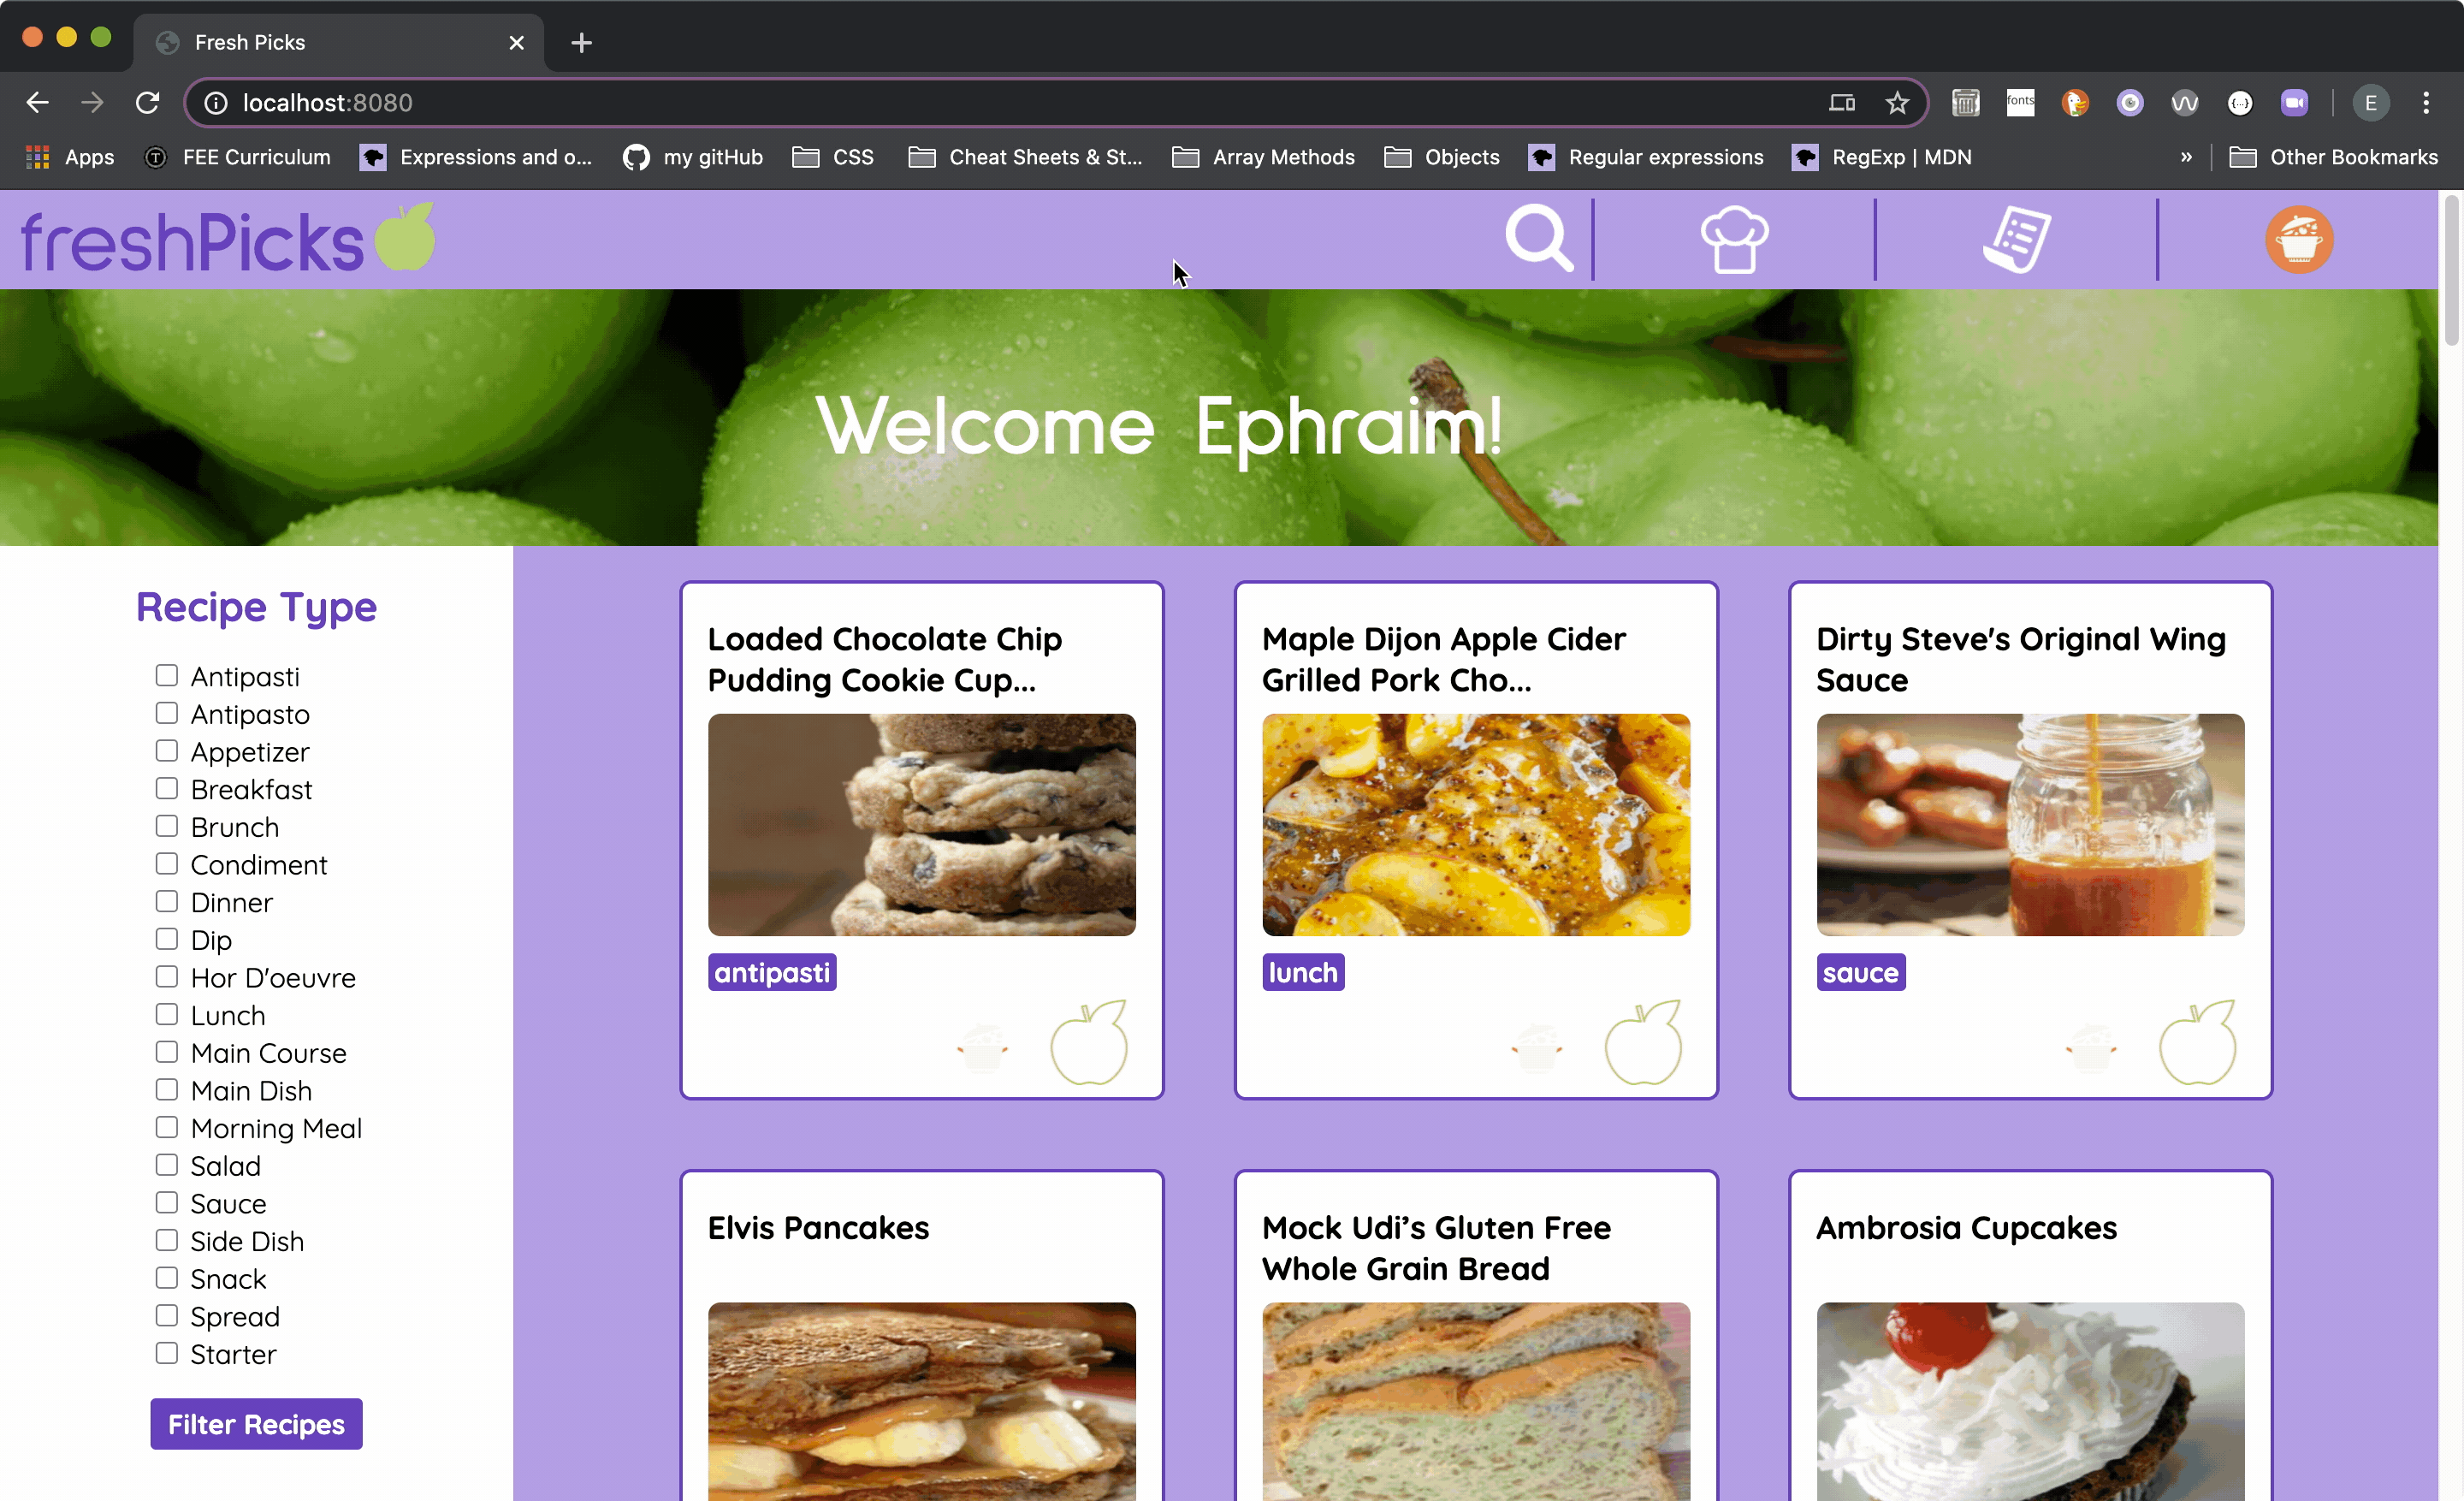 Fresh Picks
localhost:8080
fonts
E
Apps
FEE Curriculum
Expressions and o...
my gitHub
CSS
Cheat Sheets & St...
Array Methods
Objects
Regular expressions
RegExp | MDN
»
Other Bookmarks
freshPicks
Welcome Ephraim!
Recipe Type
Antipasti
Antipasto
Appetizer
Breakfast
Brunch
Condiment
Dinner
Dip
Hor D'oeuvre
Lunch
Main Course
Main Dish
Morning Meal
Salad
Sauce
Side Dish
Snack
Spread
Starter
Filter Recipes
Loaded Chocolate Chip
Pudding Cookie Cup...
antipasti
Maple Dijon Apple Cider
Grilled Pork Cho...
lunch
Dirty Steve's Original Wing
Sauce
sauce
Elvis Pancakes
Mock Udi’s Gluten Free
Whole Grain Bread
Ambrosia Cupcakes